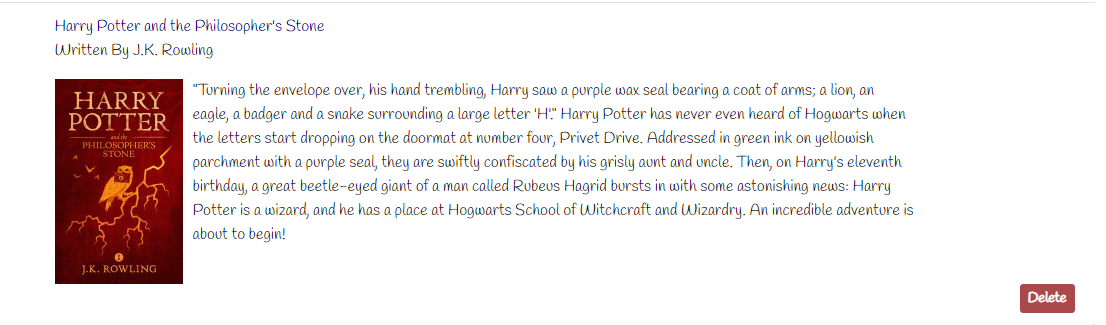 Harry Potter and the Philosopher's Stone
Written By J.K. Rowling
HARRY
POTTER
and the
PHILOSOPHER'S
STONE
1
J.K. ROWLING
"Turning the envelope over, his hand trembling, Harry saw a purple wax seal bearing a coat of arms; a lion, an
eagle, a badger and a snake surrounding a large letter 'H'." Harry Potter has never even heard of Hogwarts when
the letters start dropping on the doormat at number four, Privet Drive. Addressed in green ink on yellowish
parchment with a purple seal, they are swiftly confiscated by his grisly aunt and uncle. Then, on Harry's eleventh
birthday, a great beetle-eyed giant of a man called Rubeus Hagrid bursts in with some astonishing news: Harry
Potter is a wizard, and he has a place at Hogwarts School of Witchcraft and Wizardry. An incredible adventure is
about to begin!
Delete